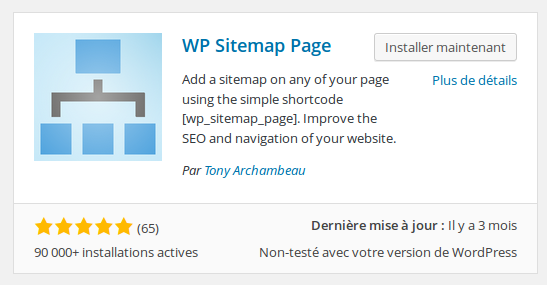 WP Sitemap Page
Installer maintenant
Plus de détails
Add a sitemap on any of your page
using the simple shortcode
[wp_sitemap_page]. Improve the
SEO and navigation of your website.
Par Tony Archambeau
(65)
90 000+ installations actives
Dernière mise à jour : Il y a 3 mois
Non-testé avec votre version de WordPress